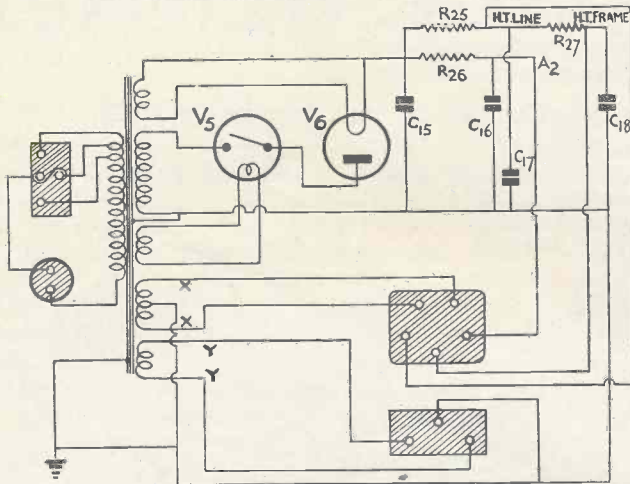 R25
H.T.LINE
H.T.FRAME
R27
R26
A2
V5
V6
C15
C16
C18
C17
X
X
Y
Y